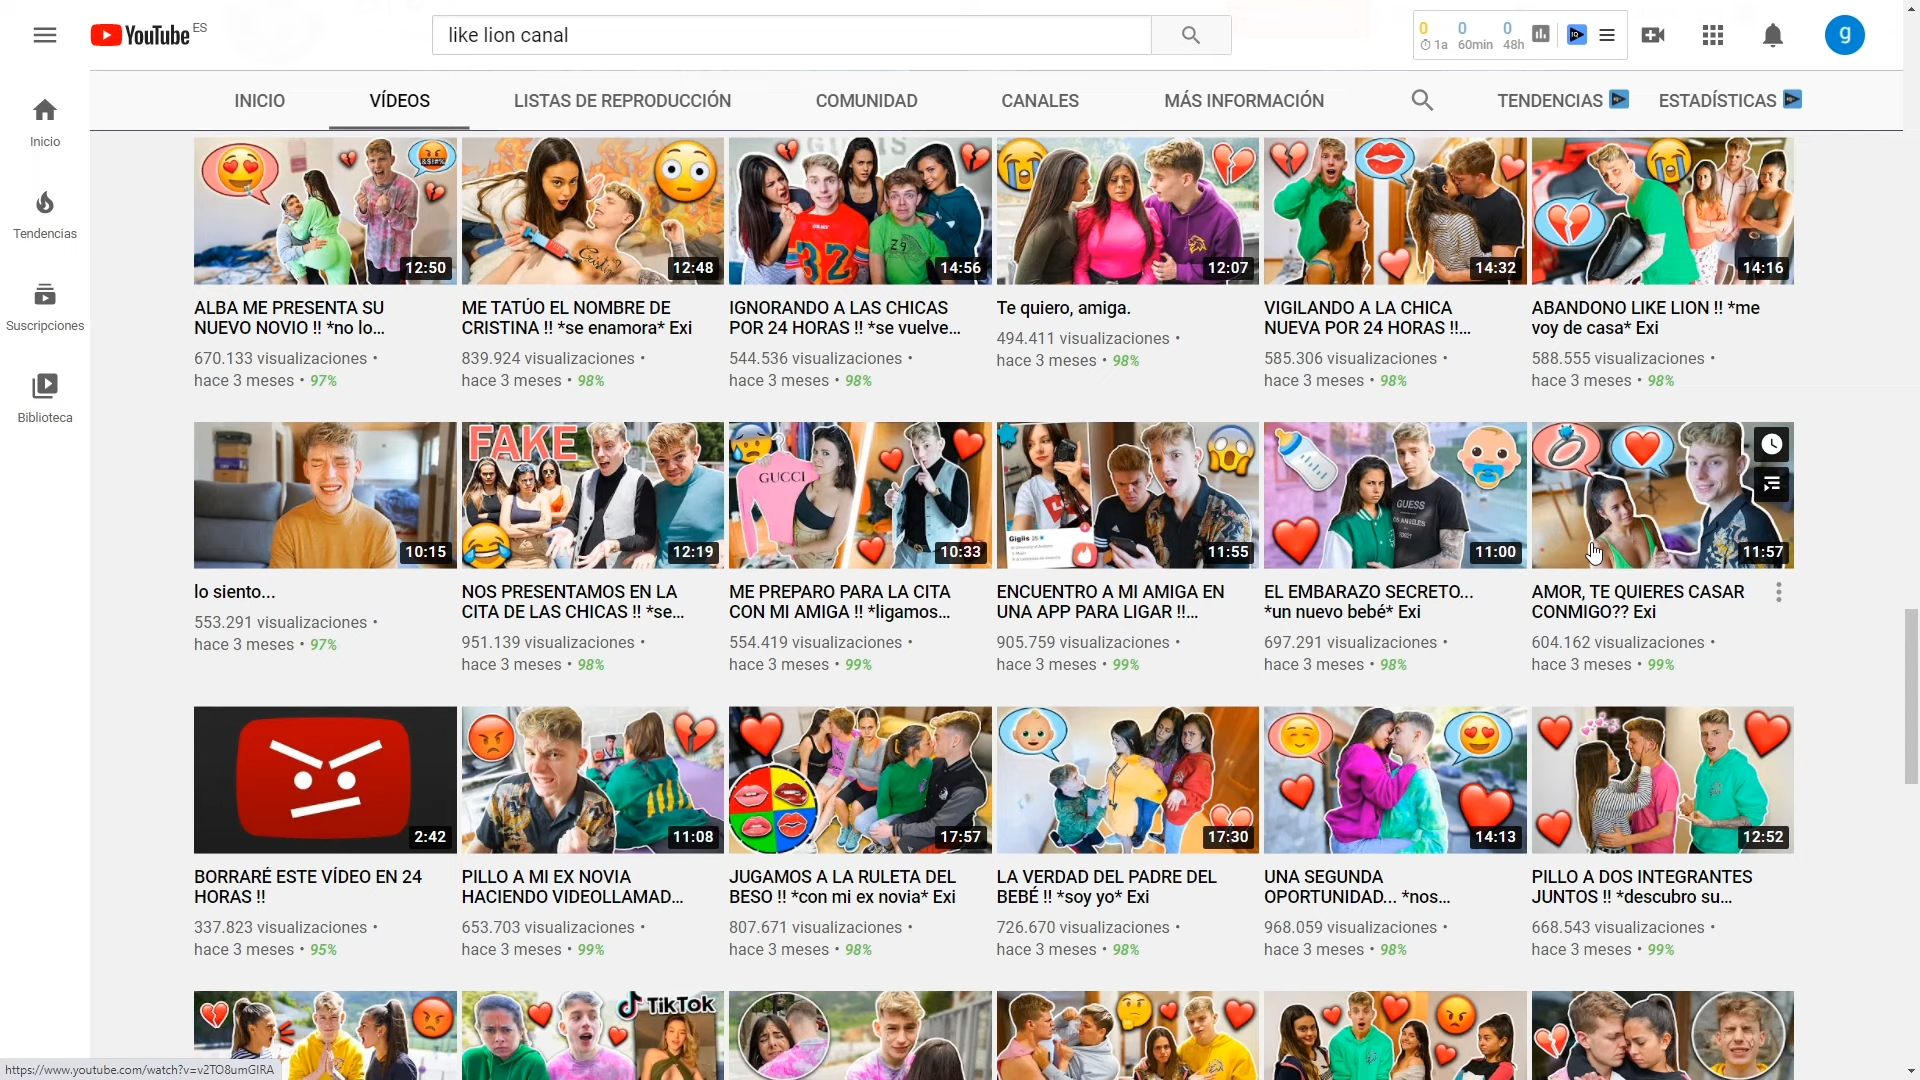 YouTube ES
like lion canal
0 0 0
1a 60min 48h
g
INICIO VÍDEOS LISTAS DE REPRODUCCIÓN COMUNIDAD CANALES MÁS INFORMACIÓN TENDENCIAS ESTADÍSTICAS
Inicio
Tendencias
Suscripciones
Biblioteca
12:50 12:48 14:56 12:07 14:32 14:16
ALBA ME PRESENTA SU
NUEVO NOVIO !! *no lo...
670.133 visualizaciones •
hace 3 meses • 97%
ME TATÚO EL NOMBRE DE
CRISTINA !! *se enamora* Exi
839.924 visualizaciones •
hace 3 meses • 98%
32
IGNORANDO A LAS CHICAS
POR 24 HORAS !! *se vuelve...
544.536 visualizaciones •
hace 3 meses • 98%
Te quiero, amiga.
494.411 visualizaciones •
hace 3 meses • 98%
VIGILANDO A LA CHICA
NUEVA POR 24 HORAS !!...
585.306 visualizaciones •
hace 3 meses • 98%
ABANDONO LIKE LION !! *me
voy de casa* Exi
588.555 visualizaciones •
hace 3 meses • 98%
10:15
lo siento...
553.291 visualizaciones •
hace 3 meses • 97%
FAKE
12:19
NOS PRESENTAMOS EN LA
CITA DE LAS CHICAS !! *se...
951.139 visualizaciones •
hace 3 meses • 98%
GUCCI
10:33
ME PREPARO PARA LA CITA
CON MI AMIGA !! *ligamos...
554.419 visualizaciones •
hace 3 meses • 99%
Giglis 25
11:55
ENCUENTRO A MI AMIGA EN
UNA APP PARA LIGAR !!...
905.759 visualizaciones •
hace 3 meses • 99%
GUESS
LOS ANGELES
11:00
EL EMBARAZO SECRETO...
*un nuevo bebé* Exi
697.291 visualizaciones •
hace 3 meses • 98%
11:57
AMOR, TE QUIERES CASAR
CONMIGO?? Exi
604.162 visualizaciones •
hace 3 meses • 99%
2:42
BORRARÉ ESTE VÍDEO EN 24
HORAS !!
337.823 visualizaciones •
hace 3 meses • 95%
11:08
PILLO A MI EX NOVIA
HACIENDO VIDEOLLAMAD...
653.703 visualizaciones •
hace 3 meses • 99%
17:57
JUGAMOS A LA RULETA DEL
BESO !! *con mi ex novia* Exi
807.671 visualizaciones •
hace 3 meses • 98%
17:30
LA VERDAD DEL PADRE DEL
BEBÉ !! *soy yo* Exi
726.670 visualizaciones •
hace 3 meses • 98%
14:13
UNA SEGUNDA
OPORTUNIDAD... *nos...
968.059 visualizaciones •
hace 3 meses • 98%
12:52
PILLO A DOS INTEGRANTES
JUNTOS !! *descubro su...
668.543 visualizaciones •
hace 3 meses • 99%
TikTok
https://www.youtube.com/watch?v=v2TO8umGIRA